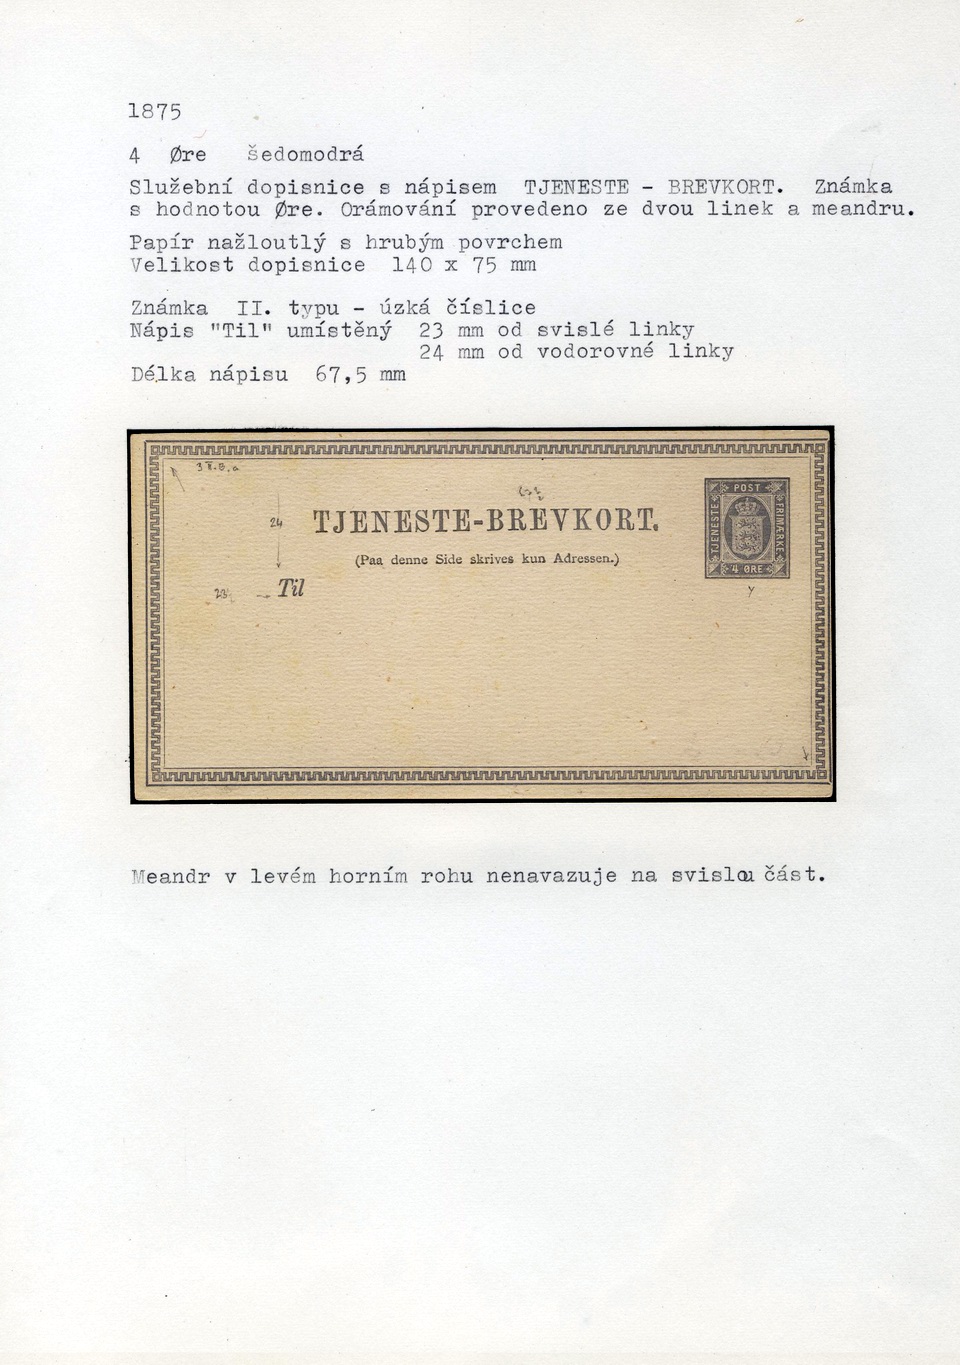 1875
4 Øre šedomodrá
Služební dopisnice s nápisem TJENESTE - BREVKORT. Známka
s hodnotou Øre. Orámování provedeno ze dvou linek a meandru.
Papír nažloutlý s hrubým povrchem
Velikost dopisnice 140 x 75 mm
Známka II. typu - úzká číslice
Nápis "Til" umístěný 23 mm od svislé linky
24 mm od vodorovné linky
Délka nápisu 67,5 mm
24
TJENESTE-BREVKORT.
(Paa denne Side skrives kun Adressen.)
Til
POST
TJENESTE
FRIMÆRKE
4 ØRE
Meandr v levém horním rohu nenavazuje na svislou část.